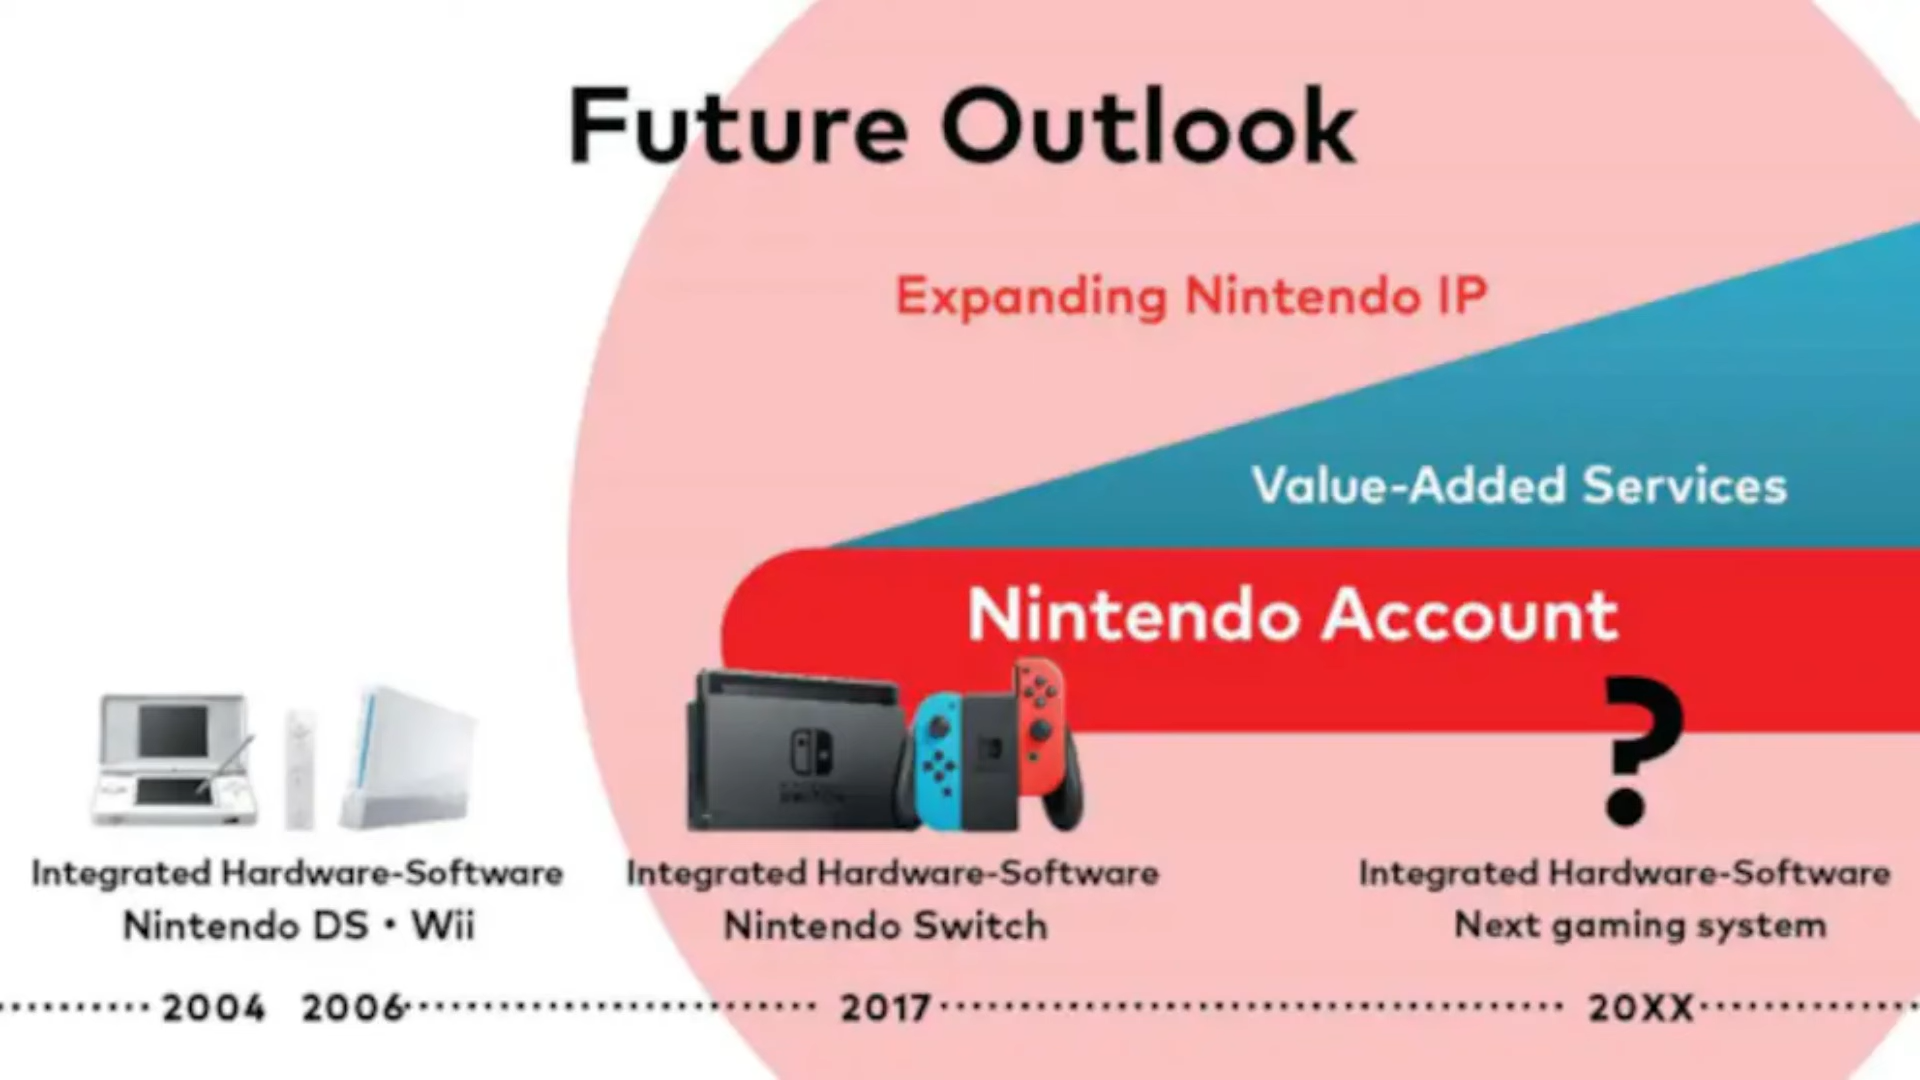 Future Outlook
Expanding Nintendo IP
Value-Added Services
Nintendo Account
?
Integrated Hardware-Software
Nintendo DS・Wii
Integrated Hardware-Software
Nintendo Switch
Integrated Hardware-Software
Next gaming system
2004 2006 2017 20XX